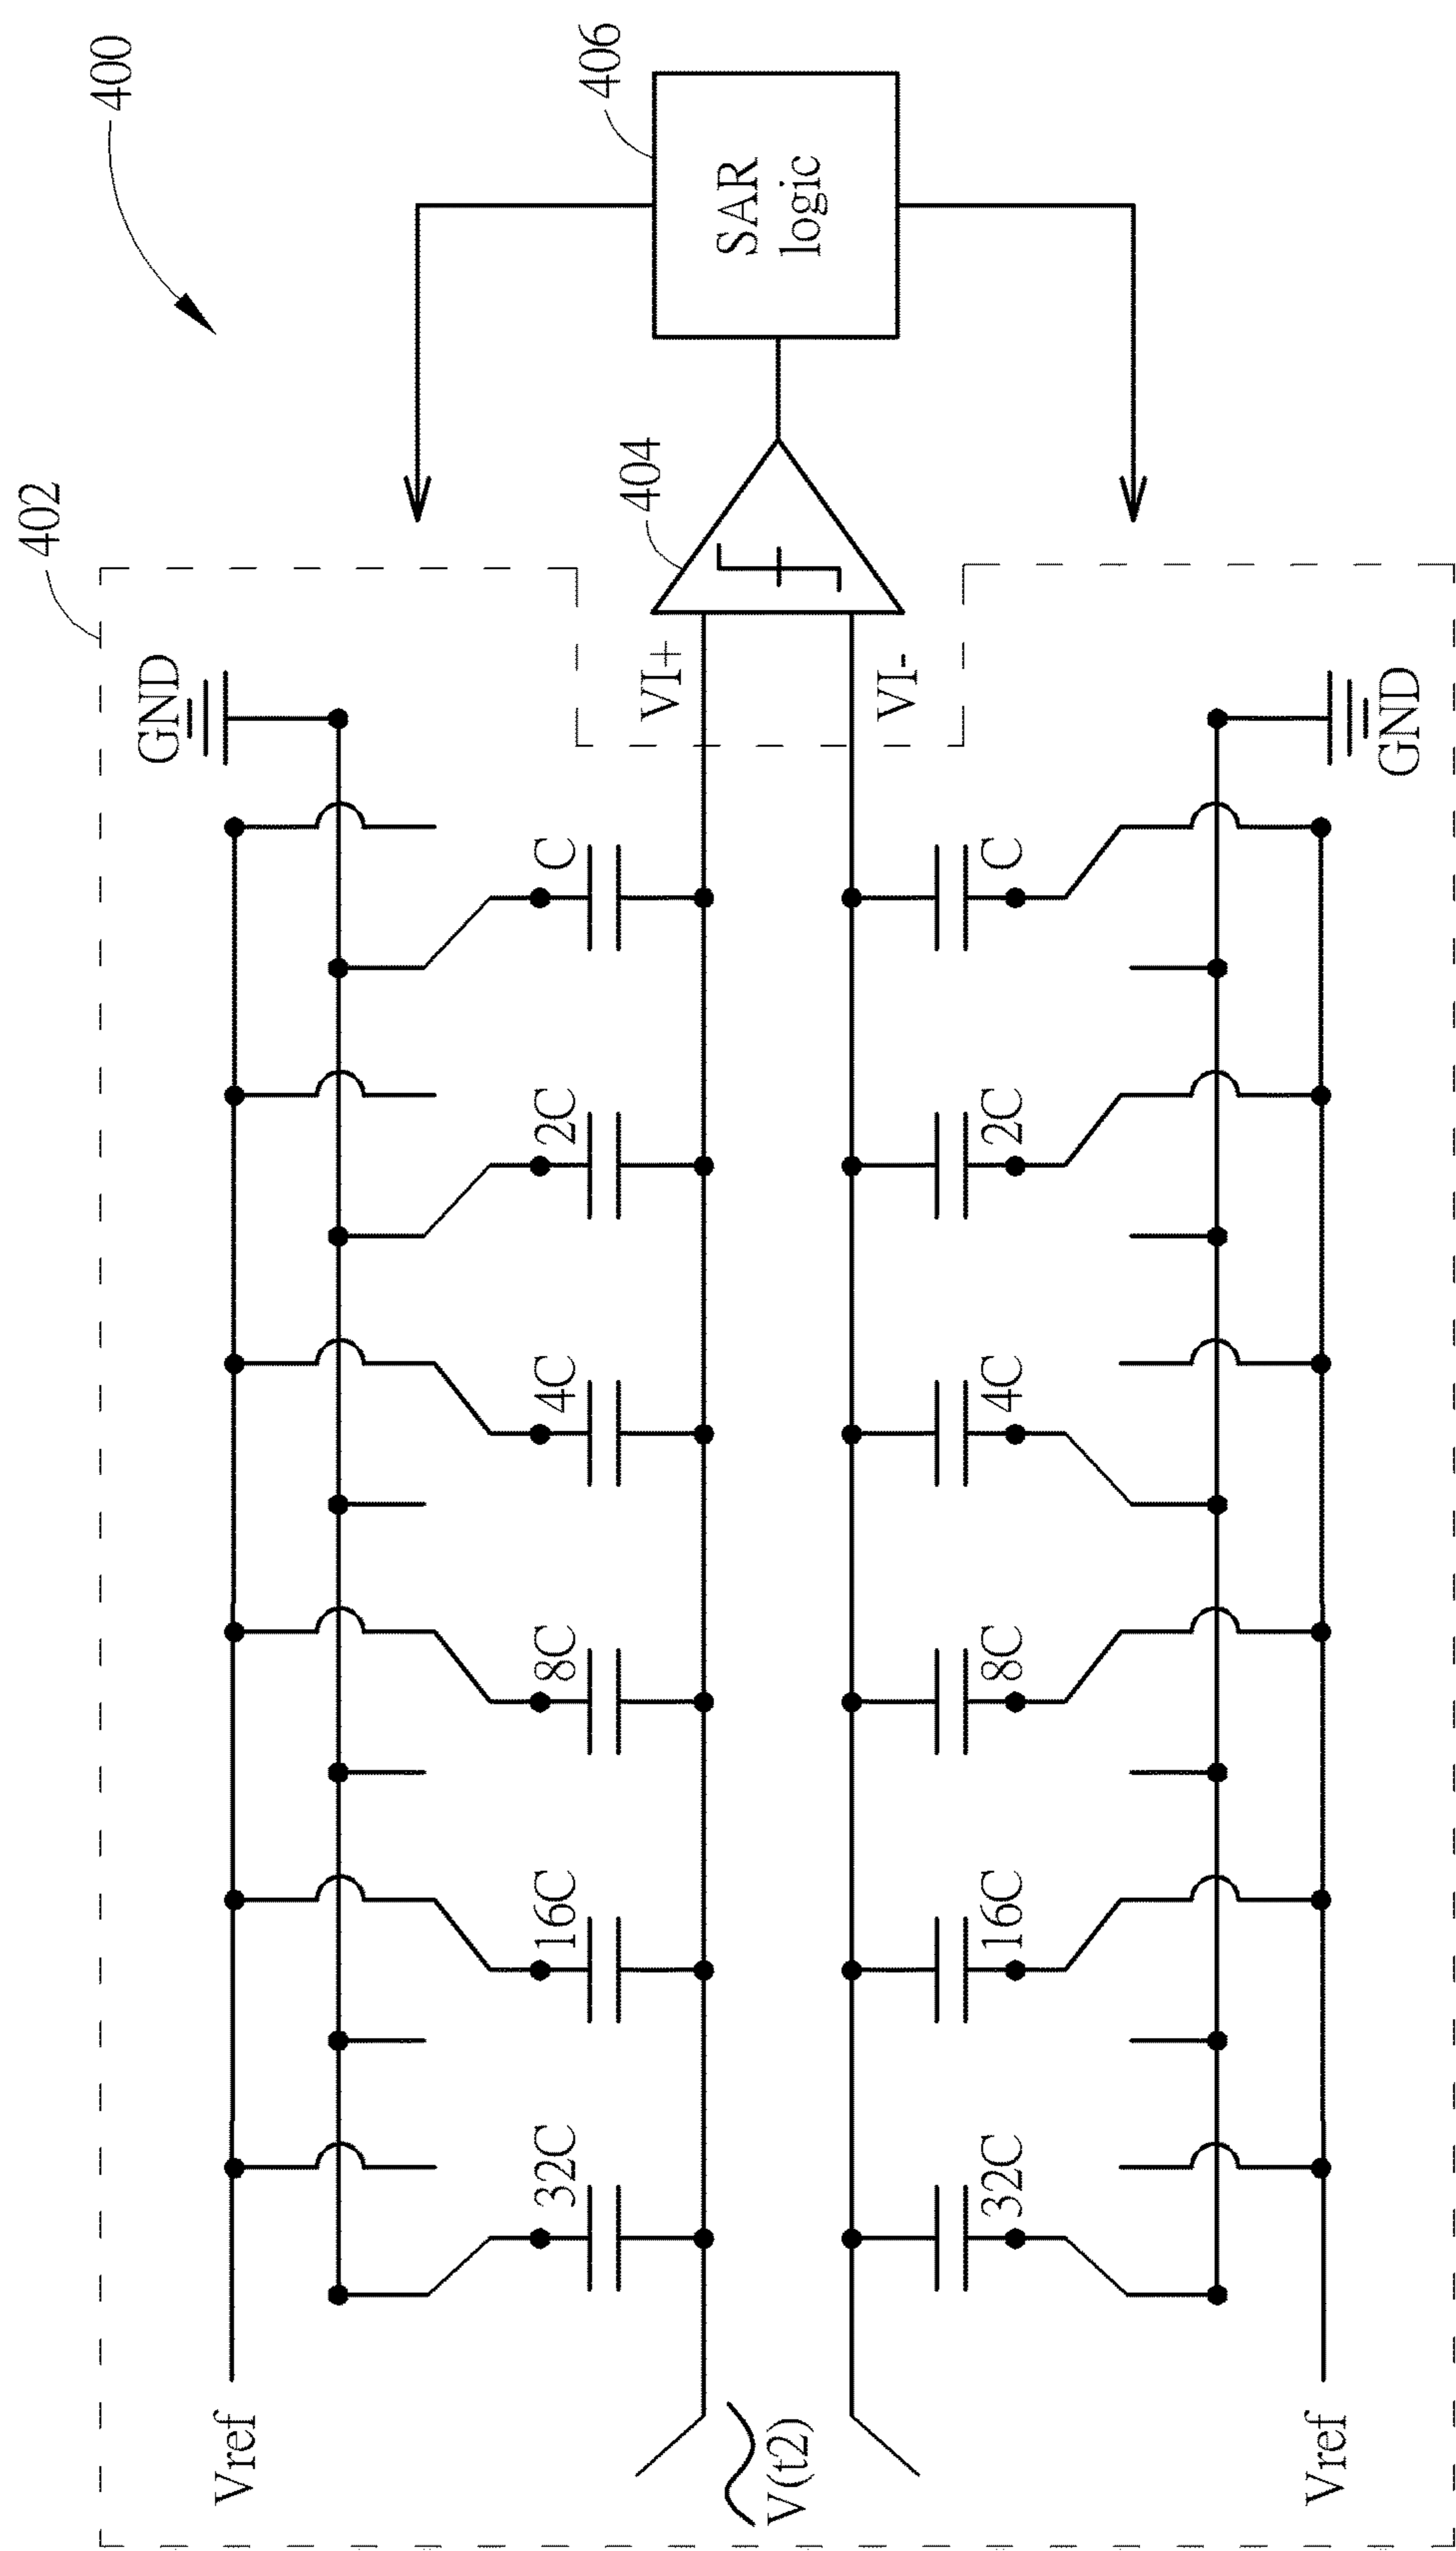 400
402
404
406
SAR
logic
Vref
GND
32C
16C
8C
4C
2C
C
VI+
V(t2)
VI-
32C
16C
8C
4C
2C
C
Vref
GND